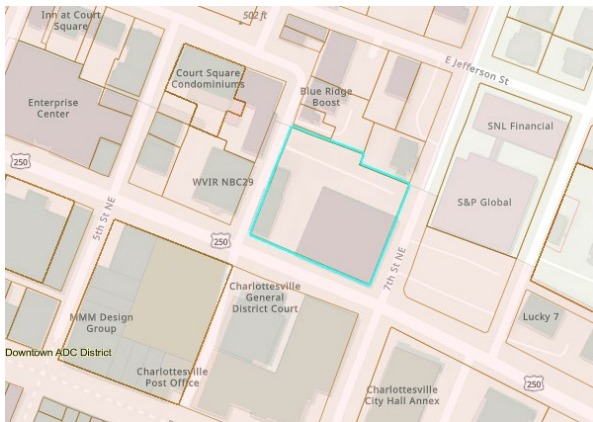 Inn at Court
Square
502 ft
E Jefferson St
Court Square
Condominiums
Blue Ridge
Boost
Enterprise
Center
SNL Financial
250
WVIR NBC29
S&P Global
5th St NE
250
7th St NE
Charlottesville
General
District Court
MMM Design
Group
Lucky 7
Downtown ADC District
Charlottesville
Post Office
250
Charlottesville
City Hall Annex